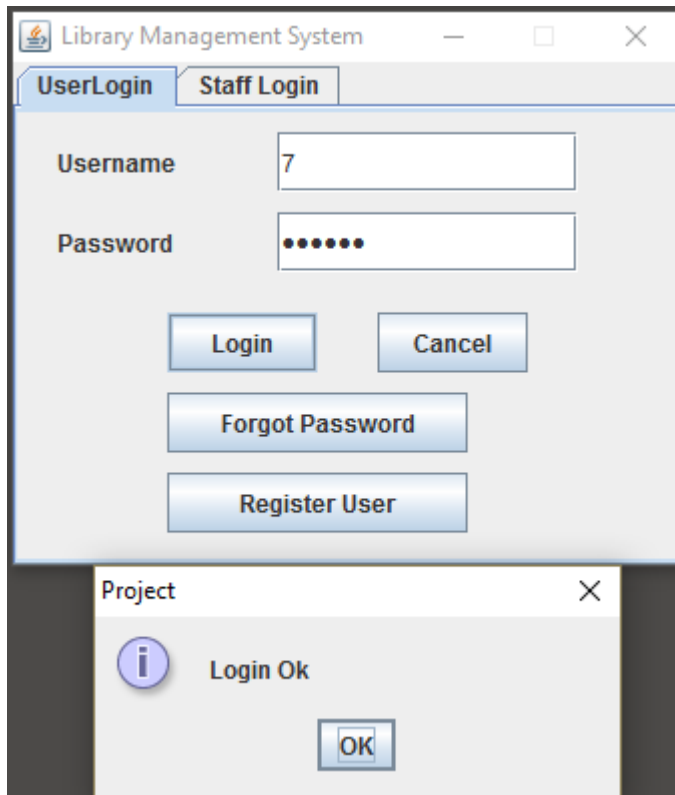 Library Management System
UserLogin Staff Login
Username 7
Password ••••••
Login Cancel
Forgot Password
Register User
Project
Login Ok
OK